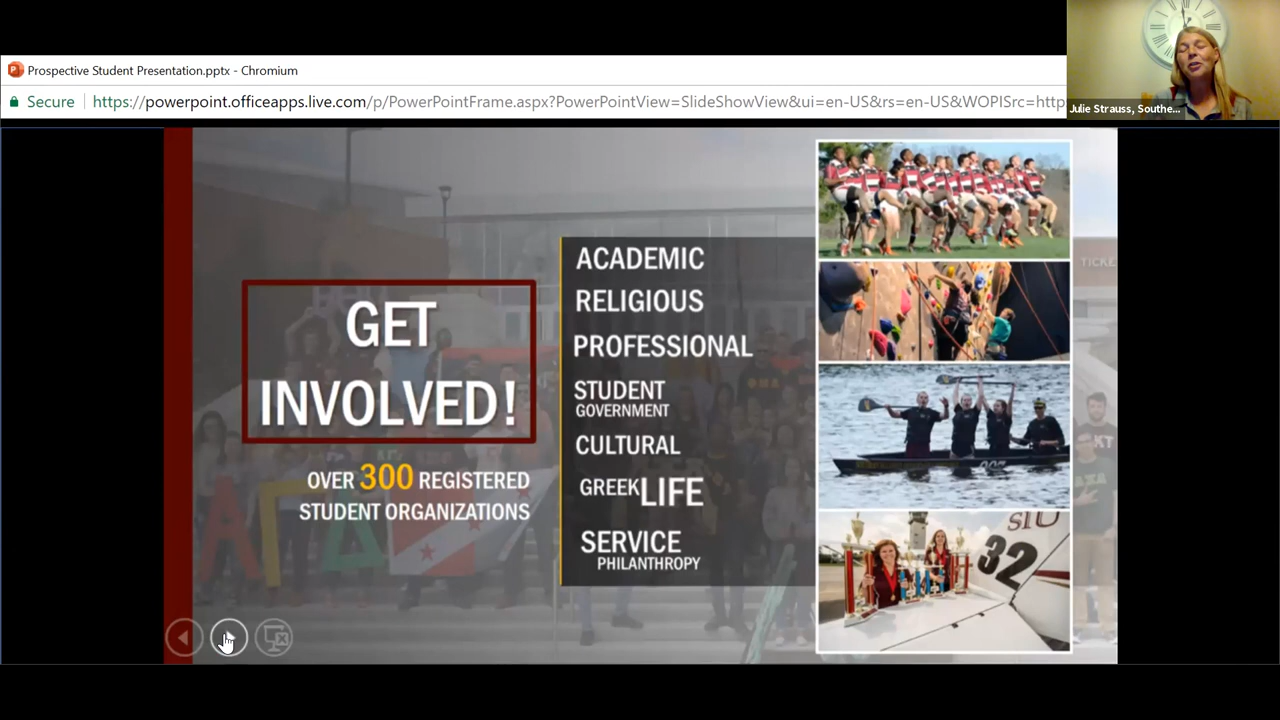 Prospective Student Presentation.pptx - Chromium
Secure
https://powerpoint.officeapps.live.com/p/PowerPointFrame.aspx?PowerPointView=SlideShowView&ui=en-US&rs=en-US&WOPISrc=http
Julie Strauss, Southe...
GET
INVOLVED!
OVER 300 REGISTERED
STUDENT ORGANIZATIONS
ACADEMIC
RELIGIOUS
PROFESSIONAL
STUDENT
GOVERNMENT
CULTURAL
GREEK LIFE
SERVICE
PHILANTHROPY
SIU
32
ΑΓΔ